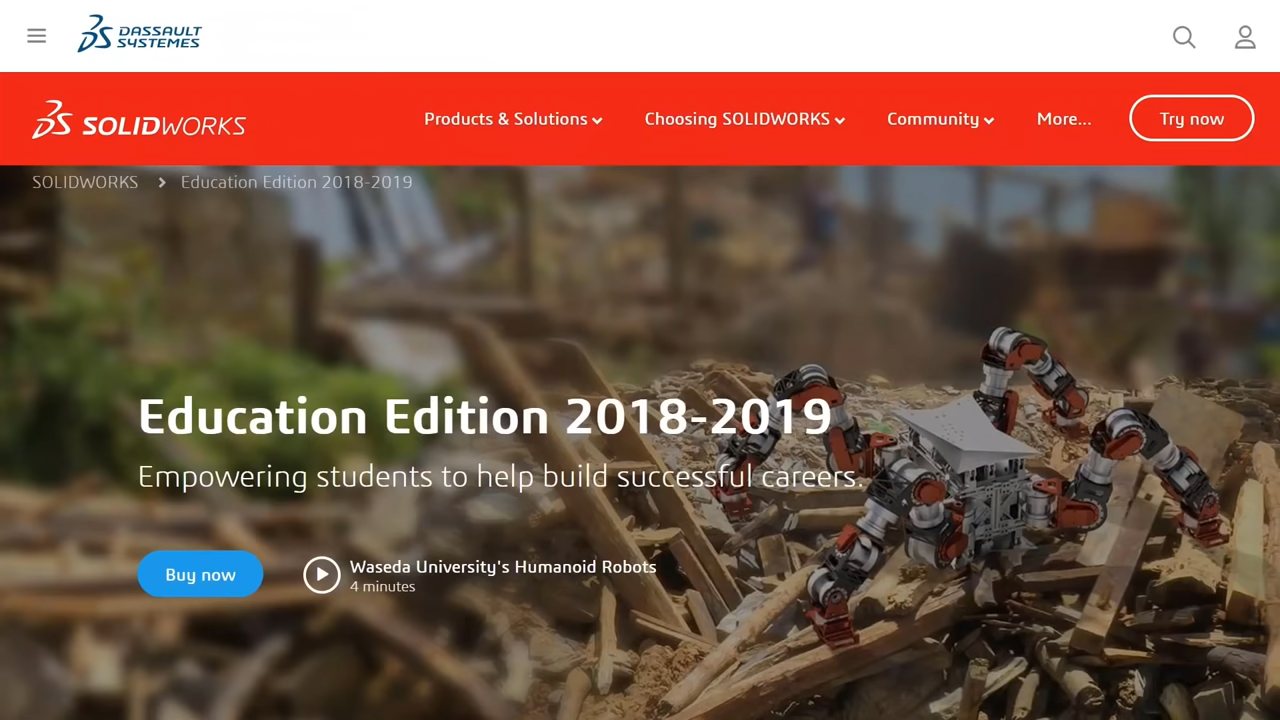 DASSAULT
SYSTEMES
SOLIDWORKS
Products & Solutions
Choosing SOLIDWORKS
Community
More...
Try now
SOLIDWORKS
Education Edition 2018-2019
Education Edition 2018-2019
Empowering students to help build successful careers.
Buy now
Waseda University's Humanoid Robots
4 minutes